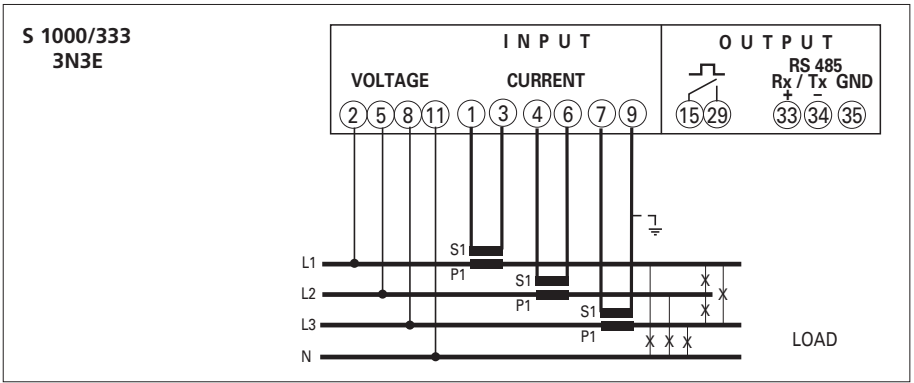 S 1000/333
3N3E
INPUT
OUTPUT
VOLTAGE
CURRENT
RS 485
Rx / Tx GND
+ –
2 5 8 11 1 3 4 6 7 9 15 29 33 34 35
S1
L1
P1
S1
L2
P1
S1
L3
P1
X X X X X X
LOAD
N